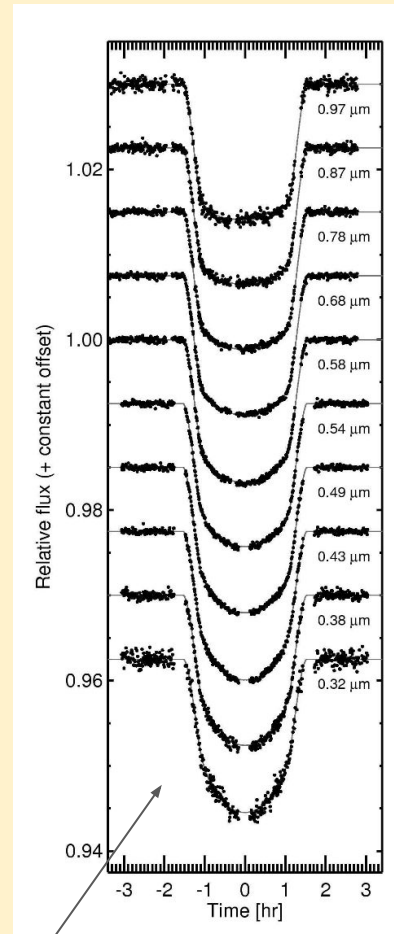 0.97 µm
1.02
0.87 µm
0.78 µm
0.68 µm
1.00
0.58 µm
0.54 µm
0.98
0.49 µm
0.43 µm
0.38 µm
0.96
0.32 µm
0.94
-3 -2 -1 0 1 2 3
Time [hr]
Relative flux (+ constant offset)